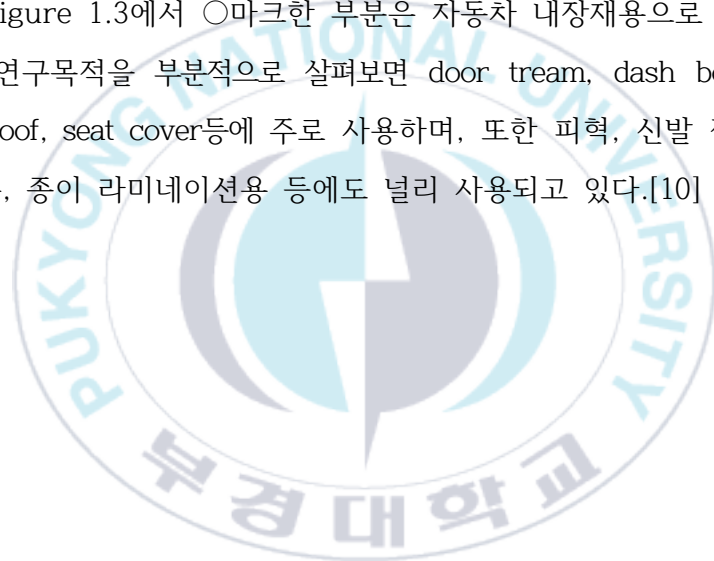 igure 1.3에서 ○마크한 부분은 자동차 내장재용으로
연구목적을 부분적으로 살펴보면 door tream, dash b
oof, seat cover등에 주로 사용하며, 또한 피혁, 신발
, 종이 라미네이션용 등에도 널리 사용되고 있다.[10]
PUKYONG NATIONAL UNIVERSITY
부경대학교